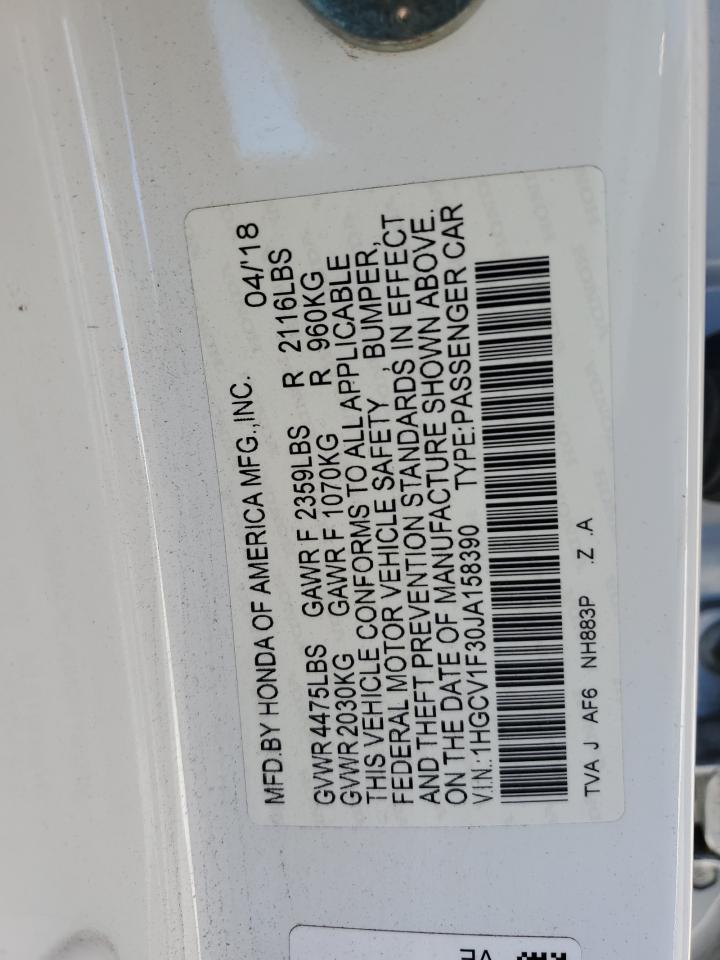 MFD.BY HONDA OF AMERICA MFG.,INC. 04/'18
GVWR 4475LBS GAWR F 2359LBS R 2116LBS
GVWR 2030KG GAWR F 1070KG R 960KG
THIS VEHICLE CONFORMS TO ALL APPLICABLE
FEDERAL MOTOR VEHICLE SAFETY , BUMPER,
AND THEFT PREVENTION STANDARDS IN EFFECT
ON THE DATE OF MANUFACTURE SHOWN ABOVE.
V.I.N.:1HGCV1F30JA158390 TYPE:PASSENGER CAR
TVA J AF6 NH883P .Z .A